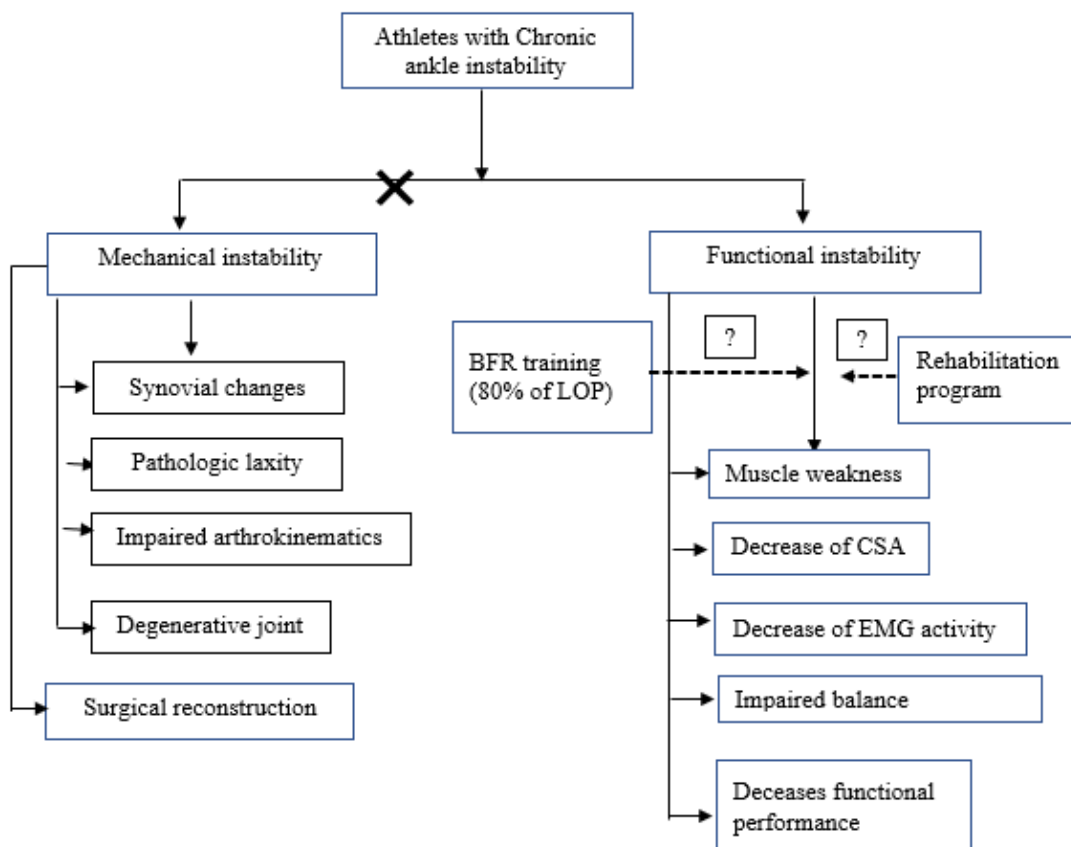 Athletes with Chronic
ankle instability
Mechanical instability
Functional instability
?
?
BFR training
(80% of LOP)
Rehabilitation
program
Synovial changes
Pathologic laxity
Impaired arthrokinematics
Degenerative joint
Surgical reconstruction
Muscle weakness
Decrease of CSA
Decrease of EMG activity
Impaired balance
Deceases functional
performance